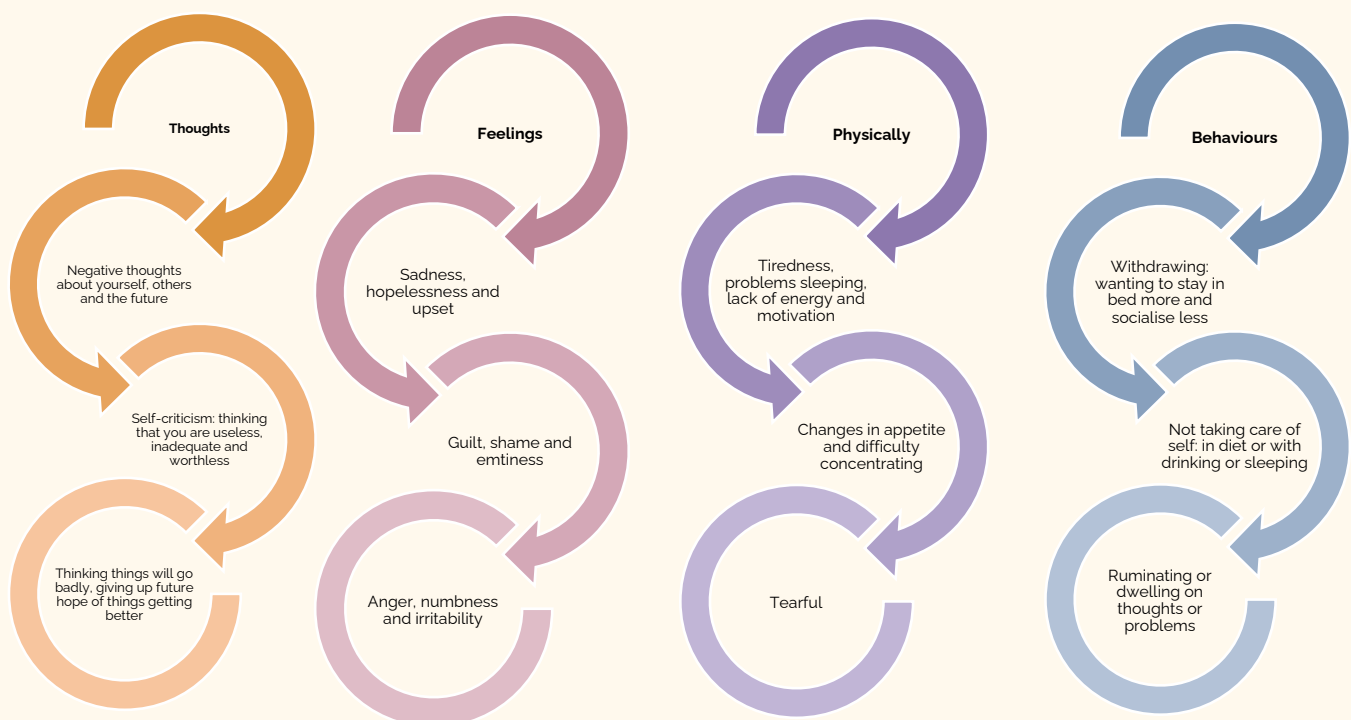 Thoughts
Negative thoughts
about yourself, others
and the future
Self-criticism: thinking
that you are useless,
inadequate and
worthless
Thinking things will go
badly, giving up future
hope of things getting
better
Feelings
Sadness,
hopelessness and
upset
Guilt, shame and
emtiness
Anger, numbness
and irritability
Physically
Tiredness,
problems sleeping,
lack of energy and
motivation
Changes in appetite
and difficulty
concentrating
Tearful
Behaviours
Withdrawing:
wanting to stay in
bed more and
socialise less
Not taking care of
self: in diet or with
drinking or sleeping
Ruminating or
dwelling on
thoughts or
problems